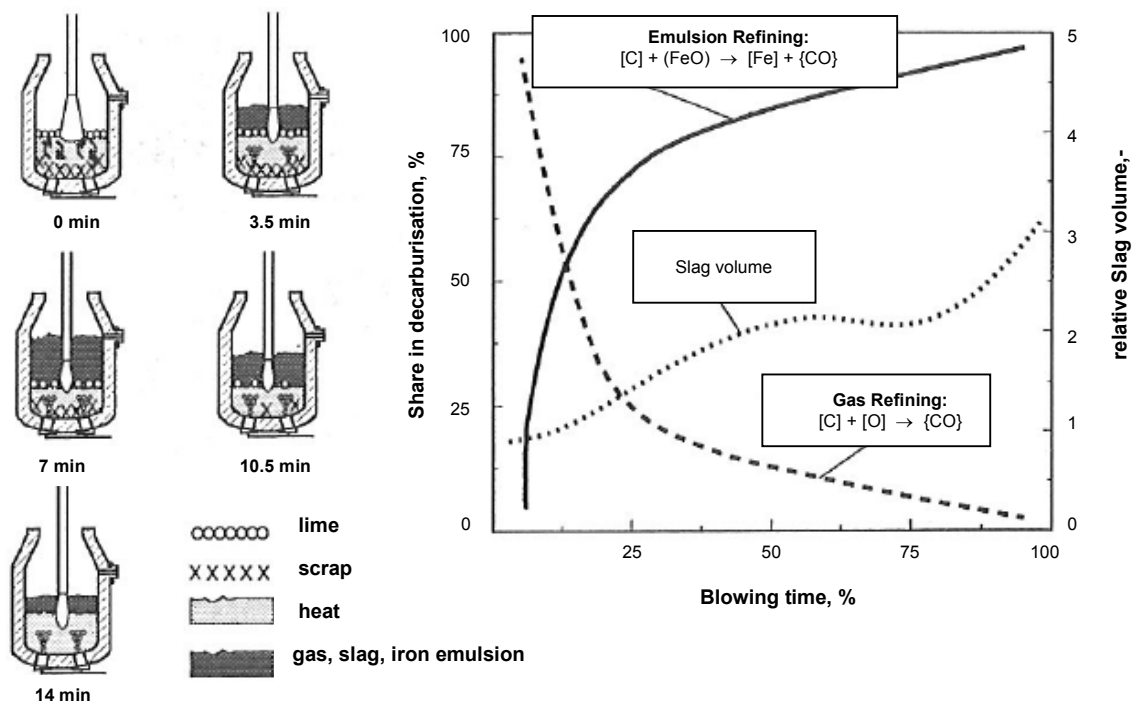 0 min
3.5 min
7 min
10.5 min
14 min
lime
scrap
heat
gas, slag, iron emulsion
Emulsion Refining:
[C] + (FeO) → [Fe] + {CO}
Slag volume
Gas Refining:
[C] + [O] → {CO}
Share in decarburisation, %
100
75
50
25
0
relative Slag volume,-
5
4
3
2
1
0
25
50
75
100
Blowing time, %